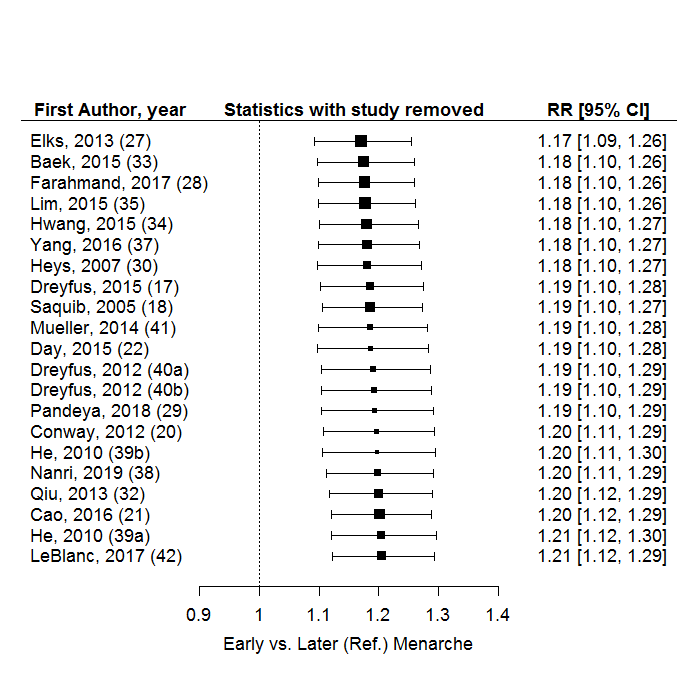 First Author, year Statistics with study removed RR [95% CI]
Elks, 2013 (27) 1.17 [1.09, 1.26]
Baek, 2015 (33) 1.18 [1.10, 1.26]
Farahmand, 2017 (28) 1.18 [1.10, 1.26]
Lim, 2015 (35) 1.18 [1.10, 1.26]
Hwang, 2015 (34) 1.18 [1.10, 1.27]
Yang, 2016 (37) 1.18 [1.10, 1.27]
Heys, 2007 (30) 1.18 [1.10, 1.27]
Dreyfus, 2015 (17) 1.19 [1.10, 1.28]
Saquib, 2005 (18) 1.19 [1.10, 1.27]
Mueller, 2014 (41) 1.19 [1.10, 1.28]
Day, 2015 (22) 1.19 [1.10, 1.28]
Dreyfus, 2012 (40a) 1.19 [1.10, 1.29]
Dreyfus, 2012 (40b) 1.19 [1.10, 1.29]
Pandeya, 2018 (29) 1.19 [1.10, 1.29]
Conway, 2012 (20) 1.20 [1.11, 1.29]
He, 2010 (39b) 1.20 [1.11, 1.30]
Nanri, 2019 (38) 1.20 [1.11, 1.29]
Qiu, 2013 (32) 1.20 [1.12, 1.29]
Cao, 2016 (21) 1.20 [1.12, 1.29]
He, 2010 (39a) 1.21 [1.12, 1.30]
LeBlanc, 2017 (42) 1.21 [1.12, 1.29]
0.9 1 1.1 1.2 1.3 1.4
Early vs. Later (Ref.) Menarche